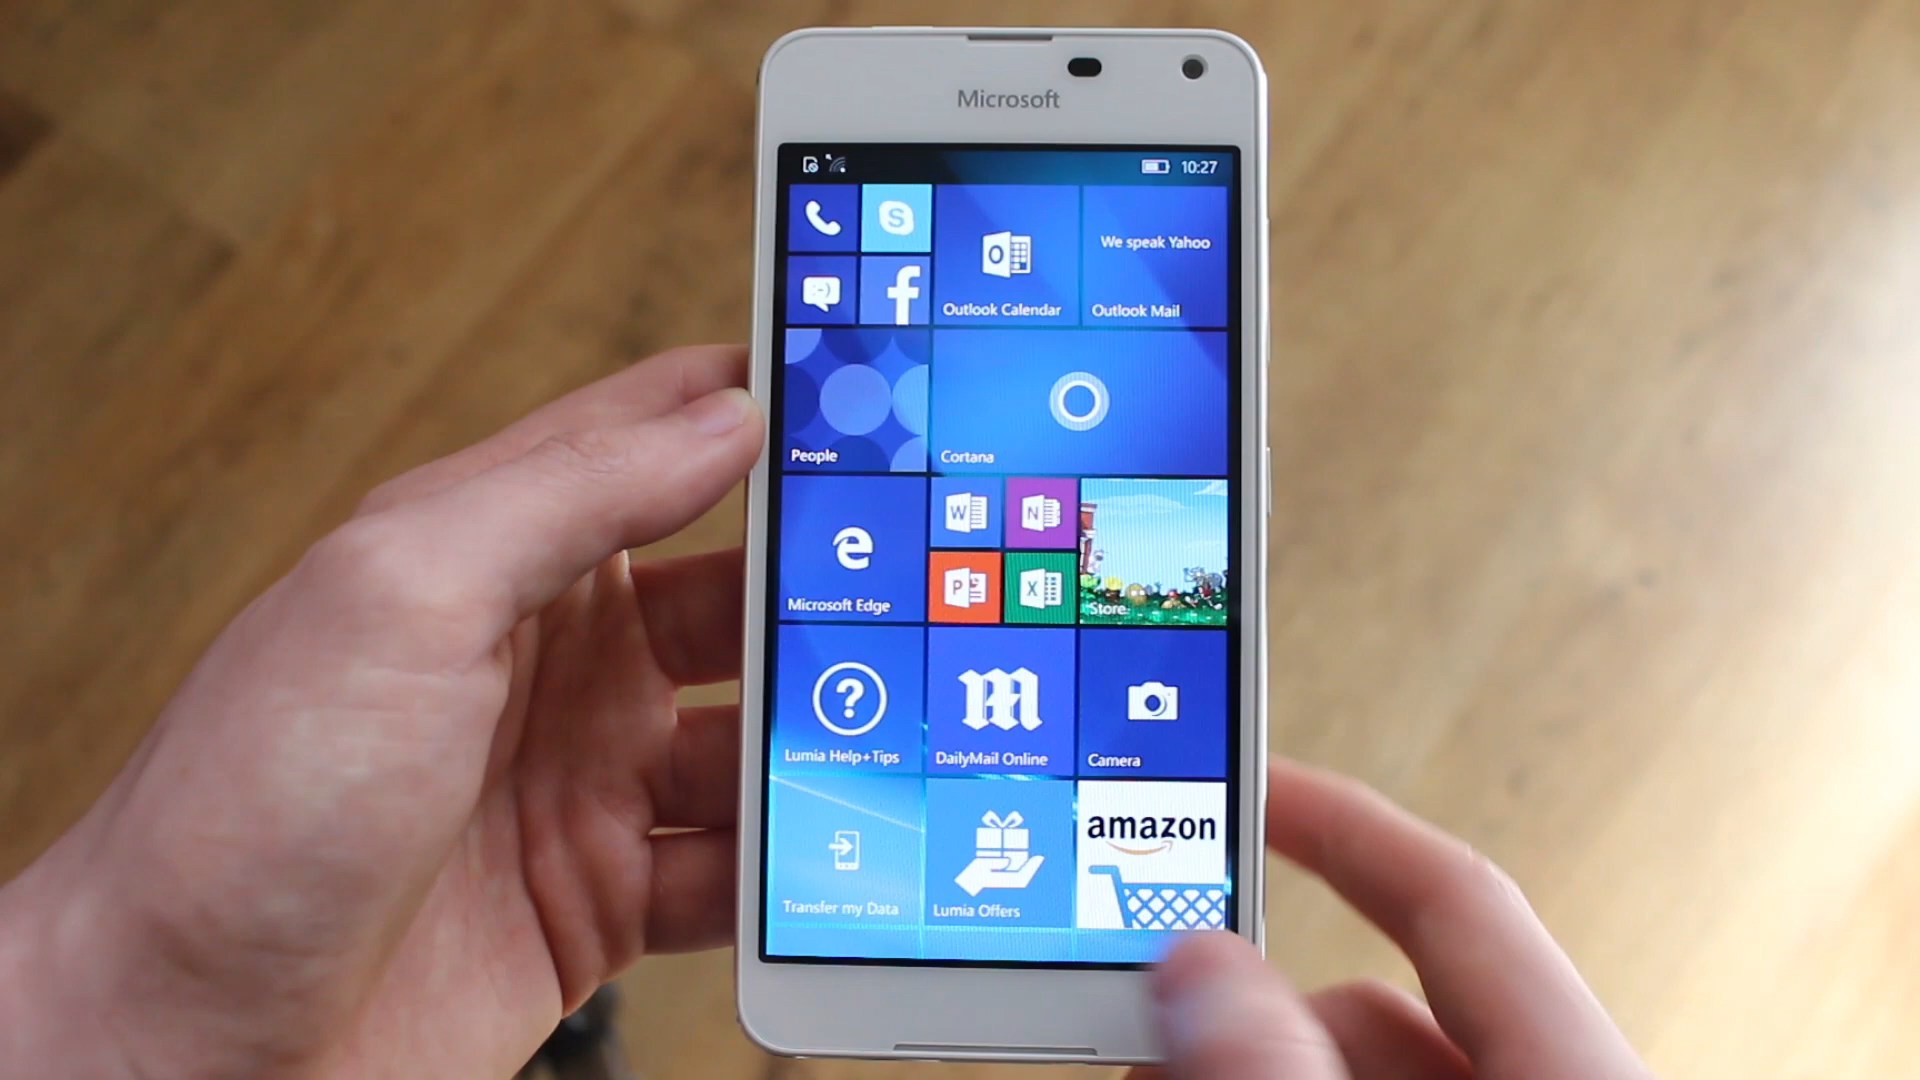 Microsoft
10:27
S
f
O
Outlook Calendar
We speak Yahoo
Outlook Mail
People
Cortana
e
Microsoft Edge
W
N
P
X
Store
?
Lumia Help+Tips
m
DailyMail Online
Camera
Transfer my Data
Lumia Offers
amazon